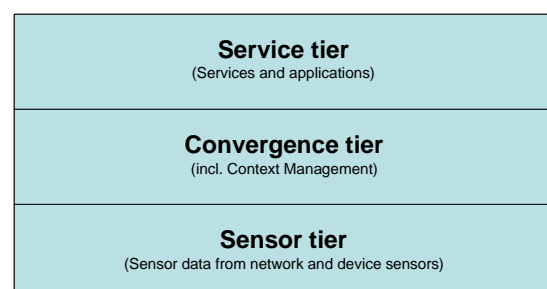 Service tier
(Services and applications)
Convergence tier
(incl. Context Management)
Sensor tier
(Sensor data from network and device sensors)